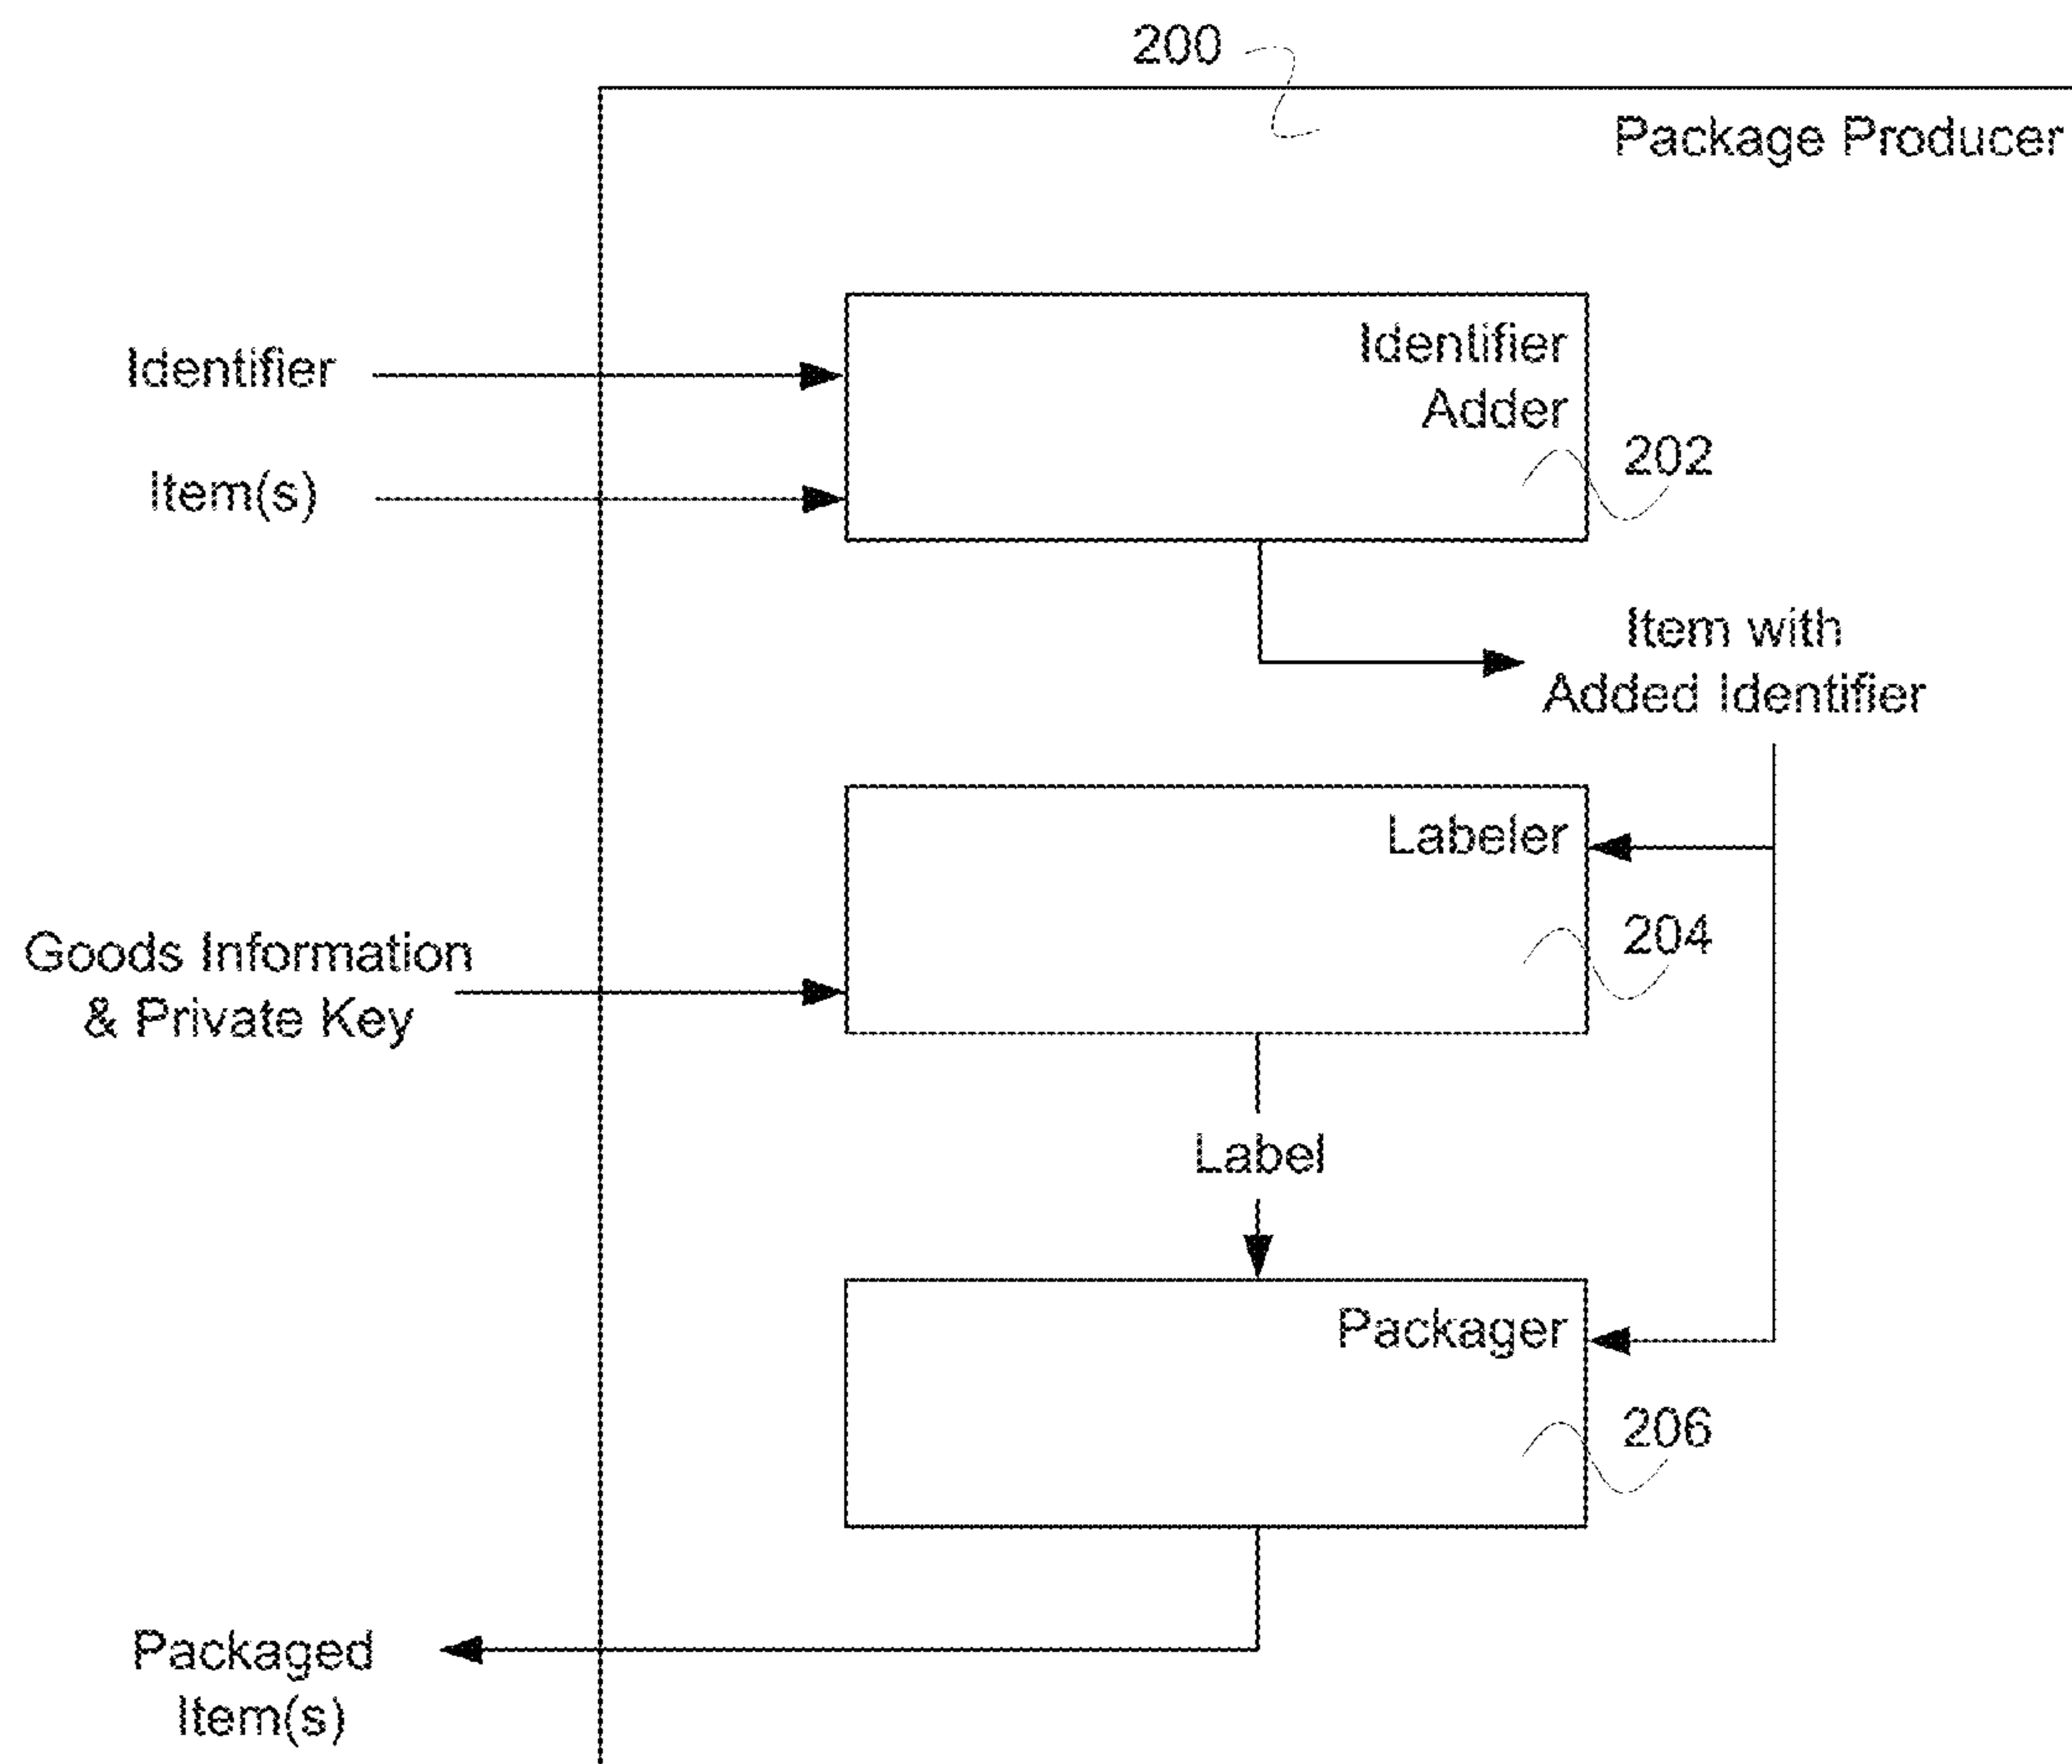 200
Package Producer
Identifier
Adder
Identifier
202
Item(s)
Item with
Added Identifier
Labeler
204
Goods Information
& Private Key
Label
Packager
206
Packaged
Item(s)